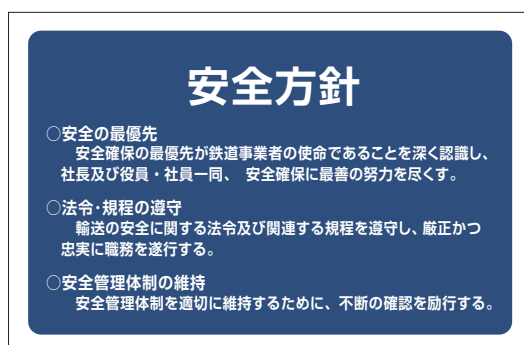 安全方針
○安全の最優先
安全確保の最優先が鉄道事業者の使命であることを深く認識し、
社長及び役員・社員一同、 安全確保に最善の努力を尽くす。
○法令・規程の遵守
輸送の安全に関する法令及び関連する規程を遵守し、厳正かつ
忠実に職務を遂行する。
○安全管理体制の維持
安全管理体制を適切に維持するために、不断の確認を励行する。